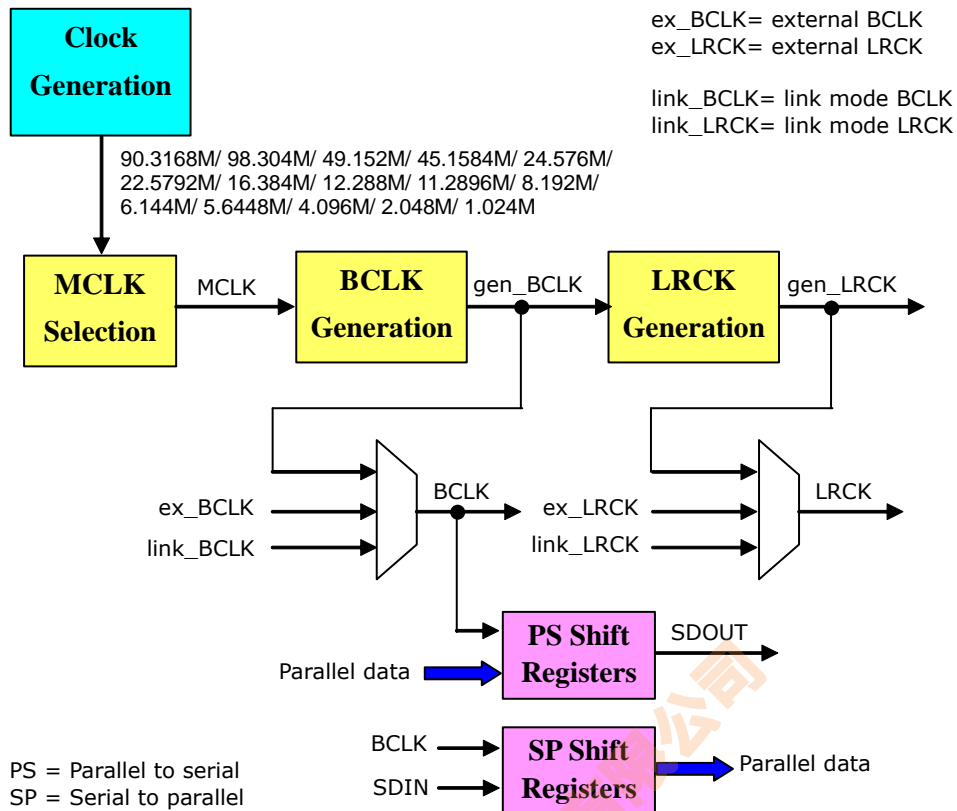 Clock
Generation
ex_BCLK= external BCLK
ex_LRCK= external LRCK
link_BCLK= link mode BCLK
link_LRCK= link mode LRCK
90.3168M/ 98.304M/ 49.152M/ 45.1584M/ 24.576M/
22.5792M/ 16.384M/ 12.288M/ 11.2896M/ 8.192M/
6.144M/ 5.6448M/ 4.096M/ 2.048M/ 1.024M
MCLK
Selection
MCLK
BCLK
Generation
gen_BCLK
LRCK
Generation
gen_LRCK
ex_BCLK
link_BCLK
BCLK
ex_LRCK
link_LRCK
LRCK
Parallel data
PS Shift
Registers
SDOUT
BCLK
SDIN
SP Shift
Registers
Parallel data
PS = Parallel to serial
SP = Serial to parallel
限公司